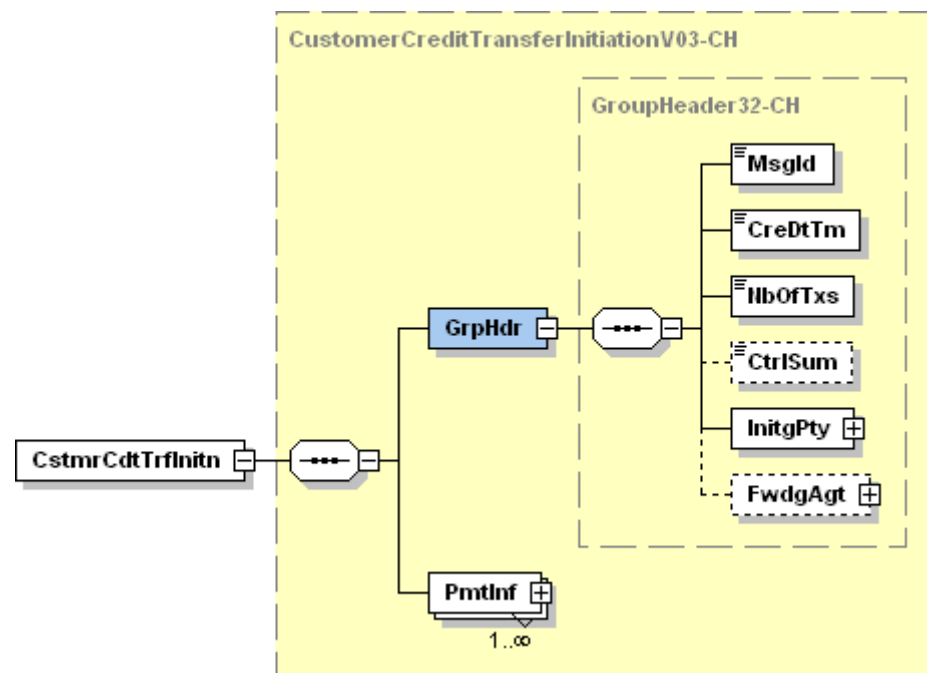 CustomerCreditTransferInitiationV03-CH
GroupHeader32-CH
MsgId
CreDtTm
NbOfTxs
GrpHdr
CtrlSum
InitgPty
CstmrCdtTrfInitn
FwdgAgt
PmtInf
1..∞